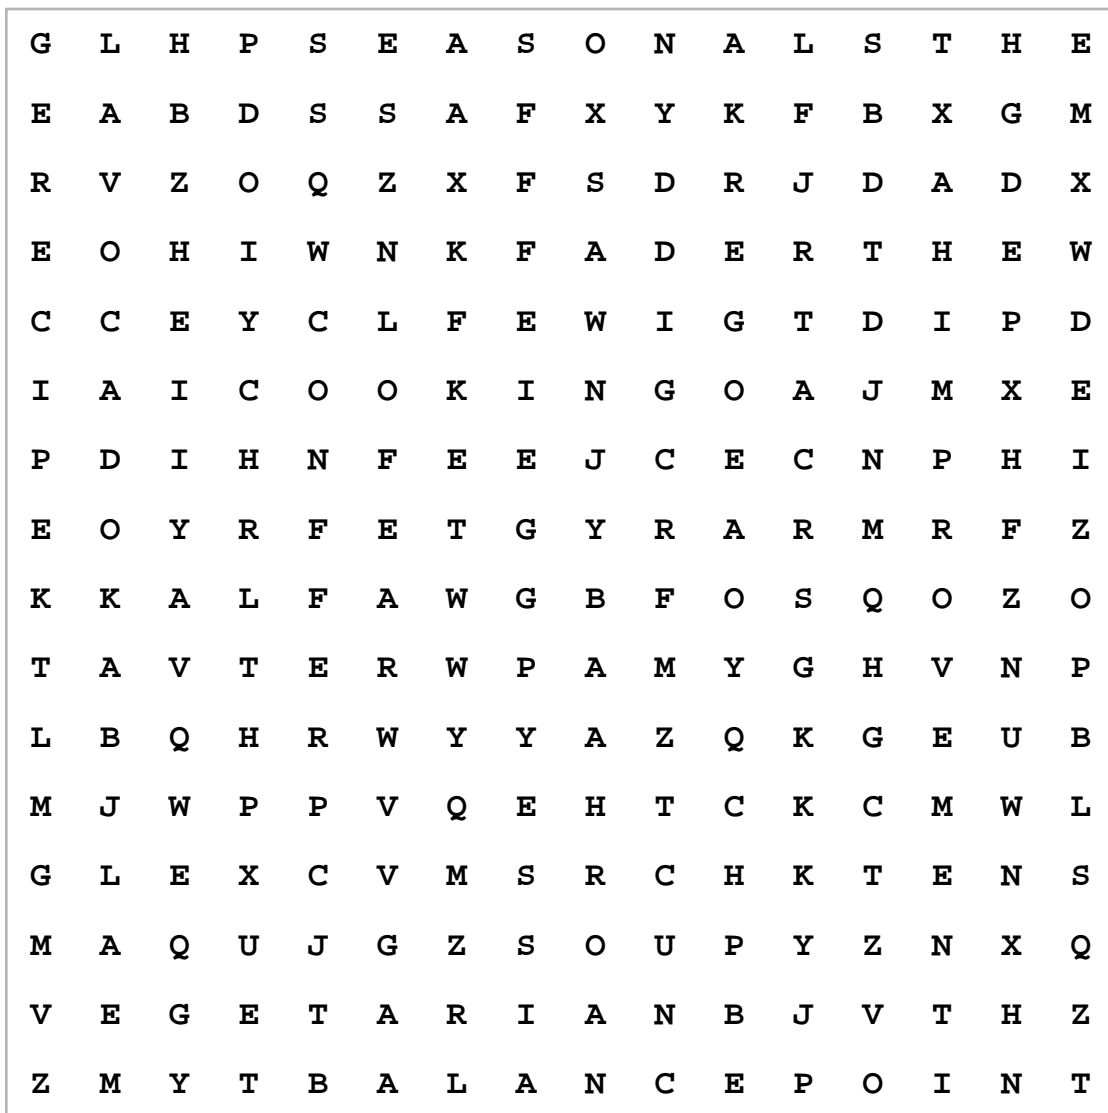 G L H P S E A S O N A L S T H E
E A B D S S A F X Y K F B X G M
R V Z O Q Z X F S D R J D A D X
E O H I W N K F A D E R T H E W
C C E Y C L F E W I G T D I P D
I A I C O O K I N G O A J M X E
P D I H N F E E J C E C N P H I
E O Y R F E T G Y R A R M R F Z
K K A L F A W G B F O S Q O Z O
T A V T E R W P A M Y G H V N P
L B Q H R W Y Y A Z Q K G E U B
M J W P P V Q E H T C K C M W L
G L E X C V M S R C H K T E N S
M A Q U J G Z S O U P Y Z N X Q
V E G E T A R I A N B J V T H Z
Z M Y T B A L A N C E P O I N T